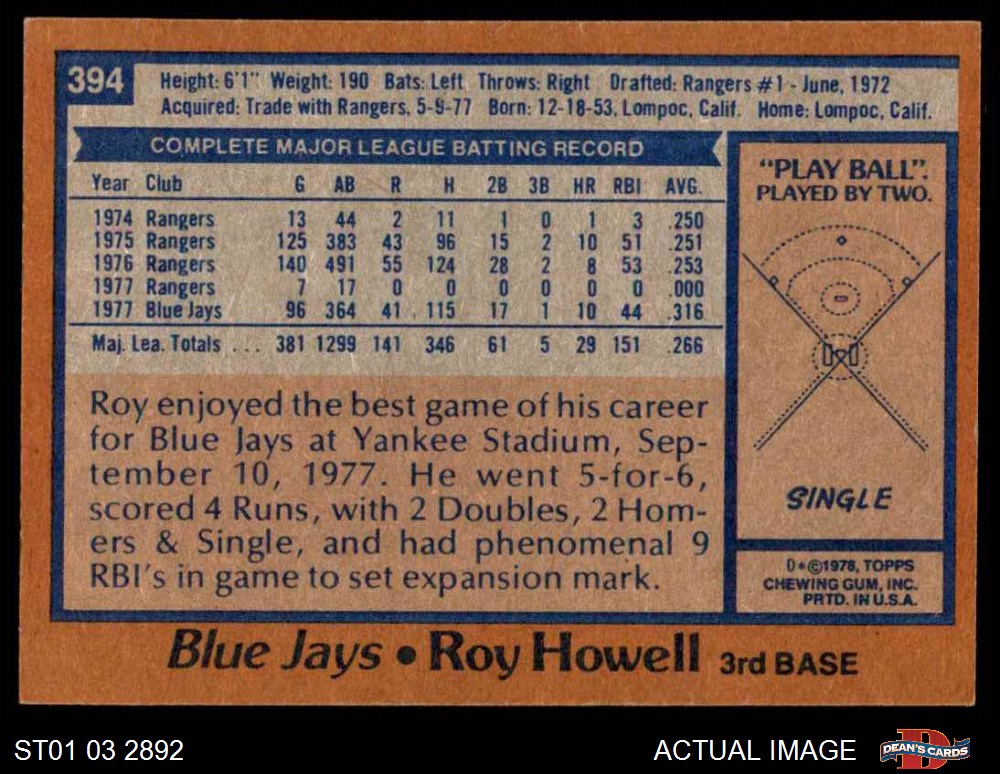 394
Height: 6'1" Weight: 190 Bats: Left Throws: Right Drafted: Rangers #1 - June, 1972
Acquired: Trade with Rangers, 5-9-77 Born: 12-18-53, Lompoc, Calif. Home: Lompoc, Calif.
COMPLETE MAJOR LEAGUE BATTING RECORD
Year Club G AB R H 2B 3B HR RBI AVG.
1974 Rangers 13 44 2 11 1 0 1 3 .250
1975 Rangers 125 383 43 96 15 2 10 51 .251
1976 Rangers 140 491 55 124 28 2 8 53 .253
1977 Rangers 7 17 0 0 0 0 0 0 .000
1977 Blue Jays 96 364 41 115 17 1 10 44 .316
Maj. Lea. Totals ... 381 1299 141 346 61 5 29 151 .266
Roy enjoyed the best game of his career
for Blue Jays at Yankee Stadium, Sep-
tember 10, 1977. He went 5-for-6,
scored 4 Runs, with 2 Doubles, 2 Hom-
ers & Single, and had phenomenal 9
RBI's in game to set expansion mark.
"PLAY BALL".
PLAYED BY TWO.
SINGLE
D*©1978, TOPPS
CHEWING GUM, INC.
PRTD. IN U.S.A.
Blue Jays • Roy Howell 3rd BASE
ST01 03 2892
ACTUAL IMAGE
D
DEAN'S CARDS